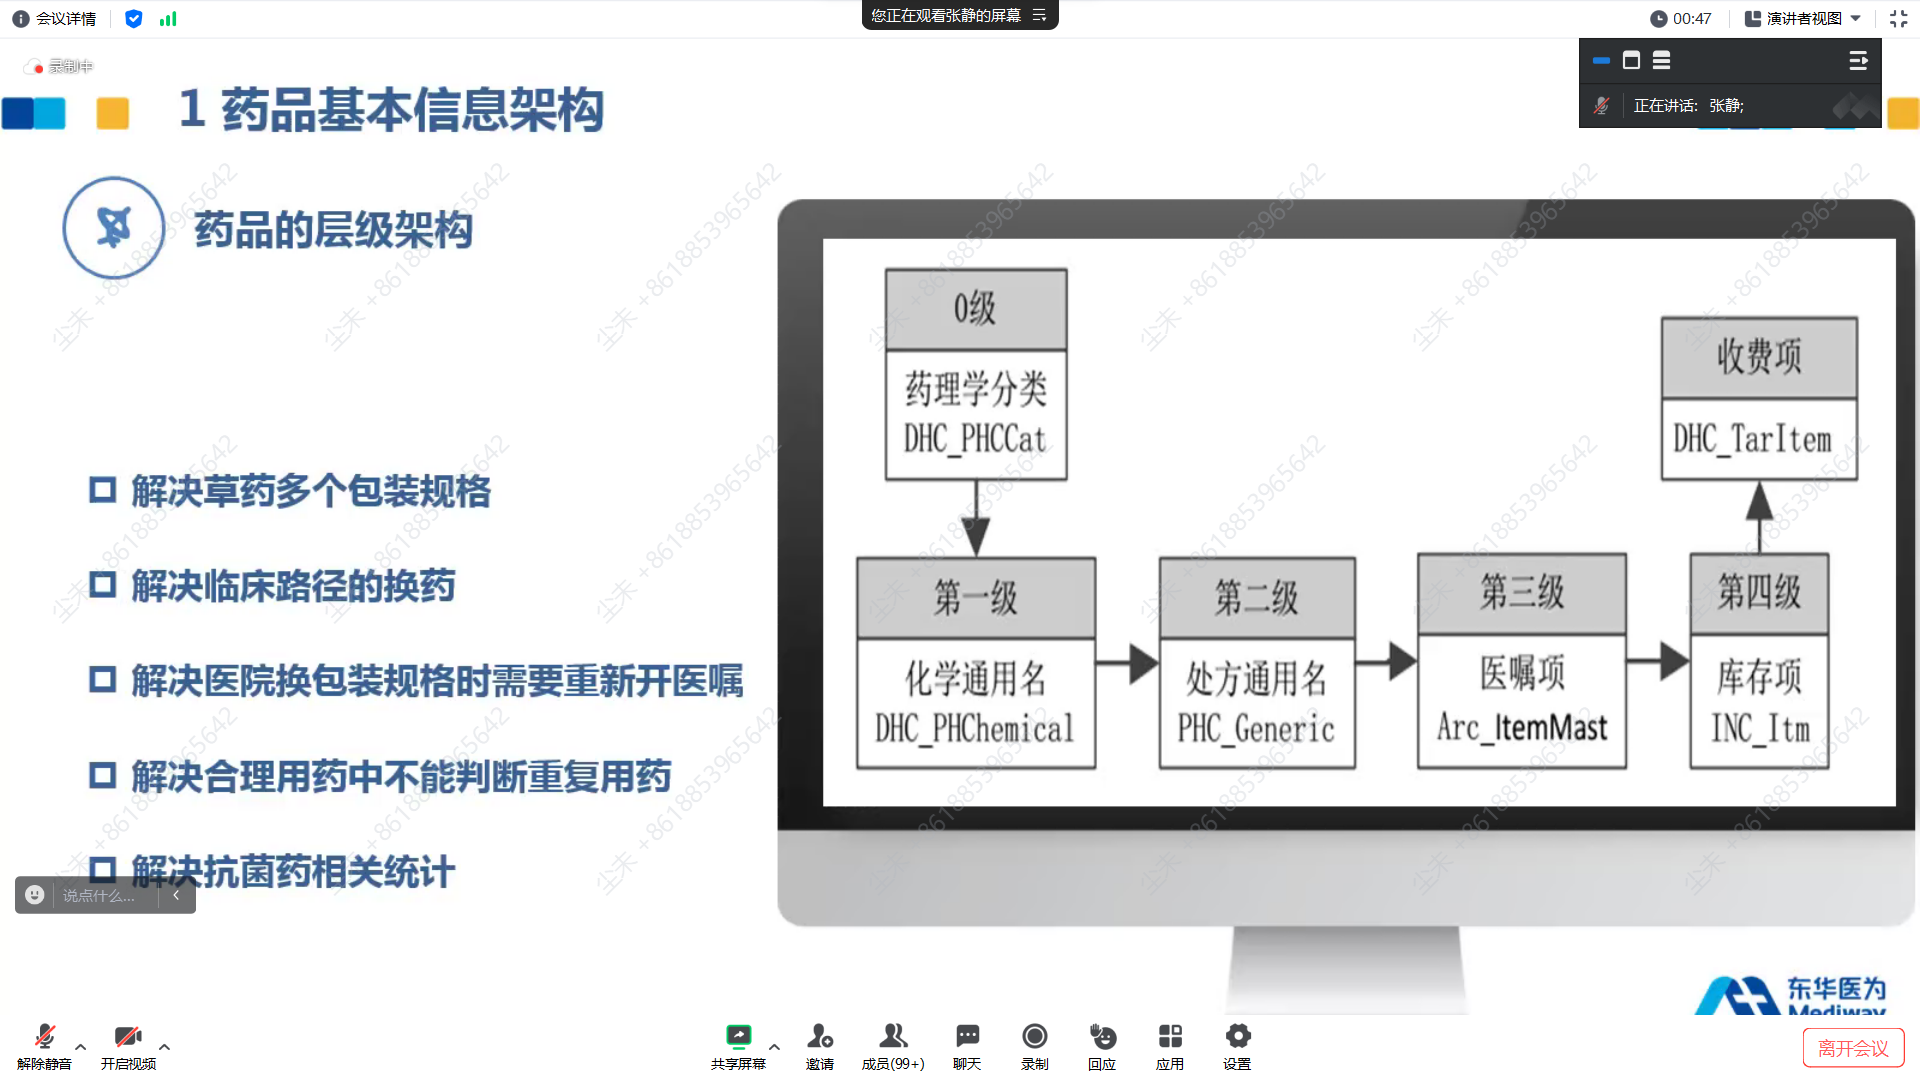 会议详情
您正在观看张静的屏幕
00:47
演讲者视图
录制中
正在讲话: 张静;
1 药品基本信息架构
药品的层级架构
解决草药多个包装规格
解决临床路径的换药
解决医院换包装规格时需要重新开医嘱
解决合理用药中不能判断重复用药
解决抗菌药相关统计
0级
药理学分类
DHC_PHCCat
收费项
DHC_TarItem
第一级
化学通用名
DHC_PHChemical
第二级
处方通用名
PHC_Generic
第三级
医嘱项
Arc_ItemMast
第四级
库存项
INC_Itm
说点什么...
东华医为
Mediway
尘未 +8618853965642
解除静音
开启视频
共享屏幕
邀请
成员(99+)
聊天
录制
回应
应用
设置
离开会议